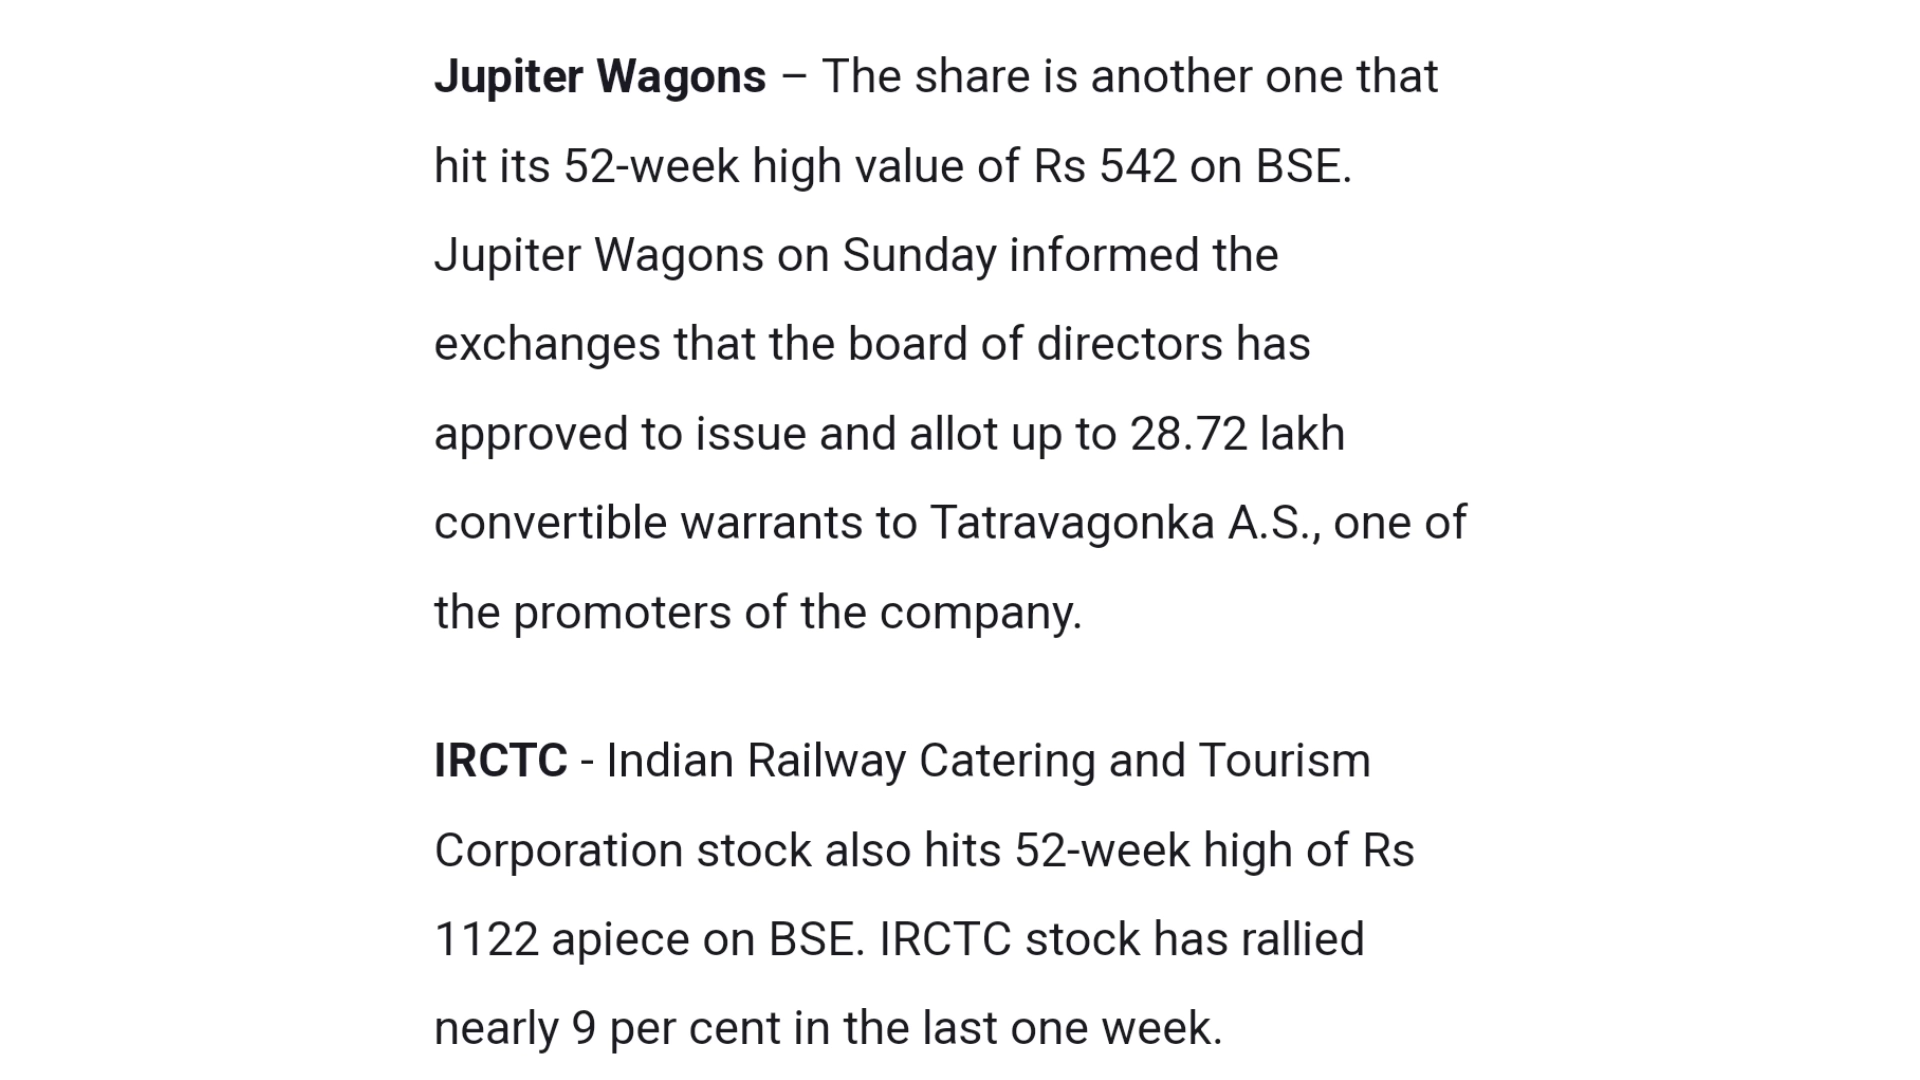 Jupiter Wagons – The share is another one that
hit its 52-week high value of Rs 542 on BSE.
Jupiter Wagons on Sunday informed the
exchanges that the board of directors has
approved to issue and allot up to 28.72 lakh
convertible warrants to Tatravagonka A.S., one of
the promoters of the company.
IRCTC - Indian Railway Catering and Tourism
Corporation stock also hits 52-week high of Rs
1122 apiece on BSE. IRCTC stock has rallied
nearly 9 per cent in the last one week.